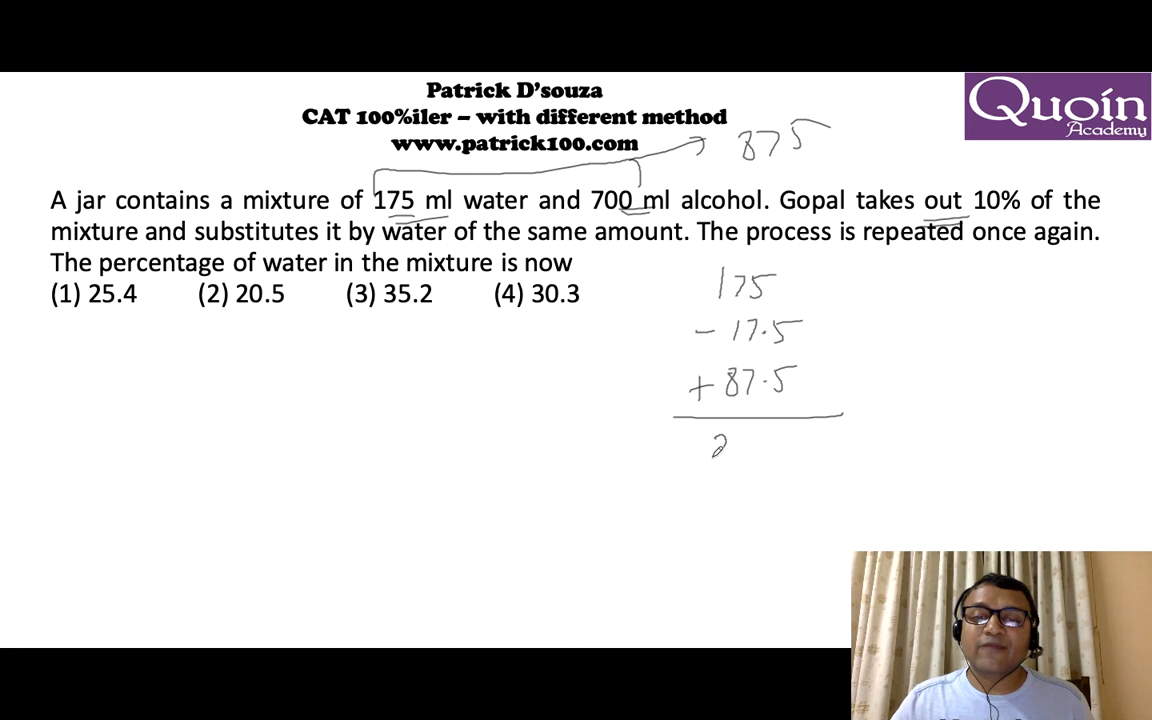 Patrick D'souza
CAT 100%iler – with different method
www.patrick100.com
Quoin
Academy
875
A jar contains a mixture of 175 ml water and 700 ml alcohol. Gopal takes out 10% of the
mixture and substitutes it by water of the same amount. The process is repeated once again.
The percentage of water in the mixture is now
(1) 25.4 (2) 20.5 (3) 35.2 (4) 30.3
175
- 17.5
+ 87.5
2